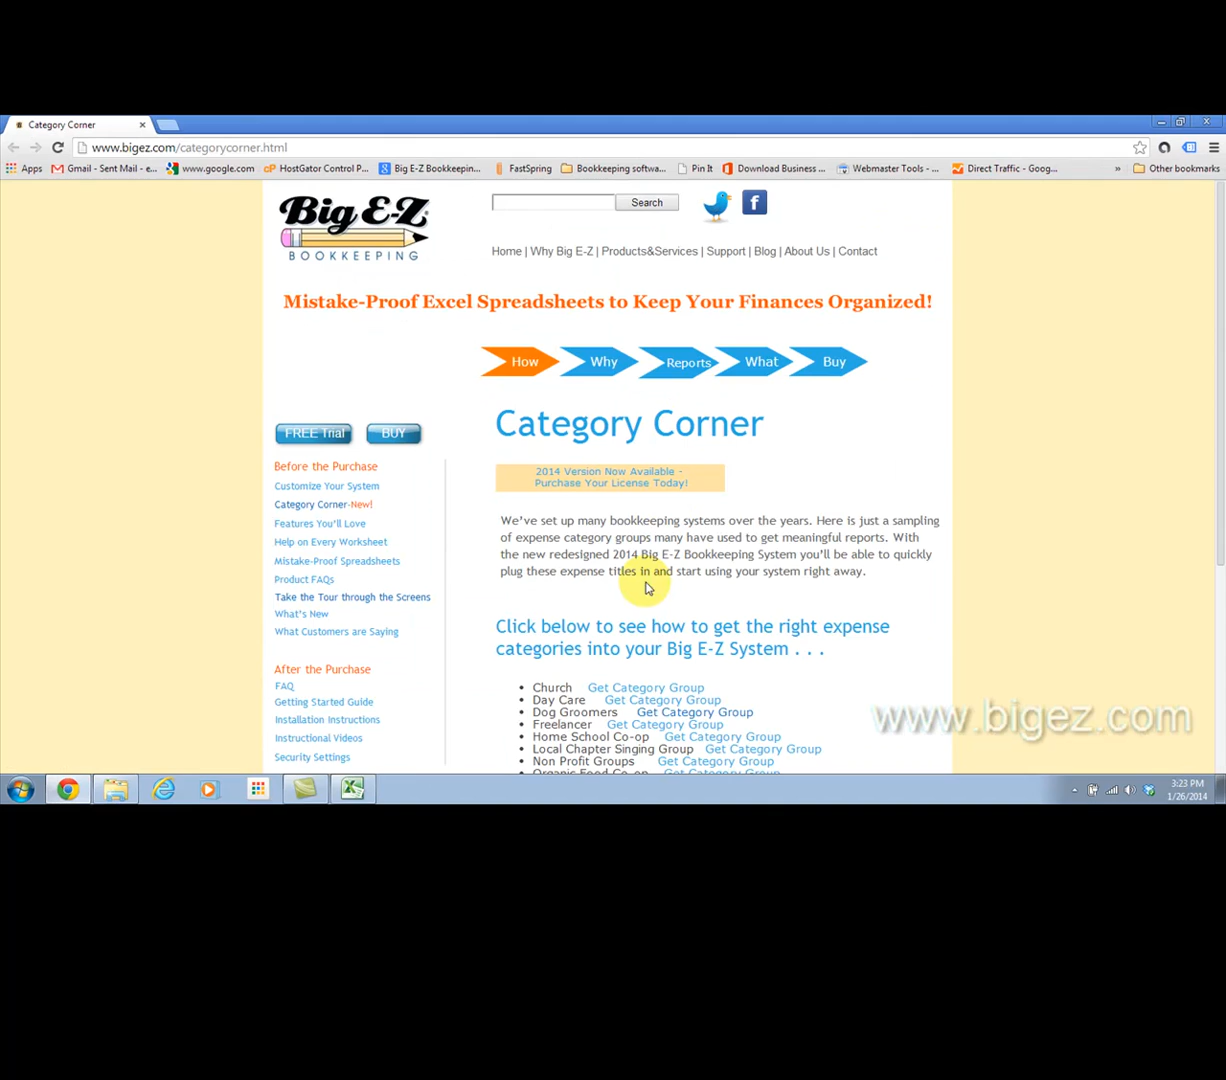 Category Corner
www.bigez.com/categorycorner.html
Apps Gmail - Sent Mail - e... www.google.com cP HostGator Control P... Big E-Z Bookkeepin... FastSpring Bookkeeping softwa... Pin It Download Business ... Webmaster Tools - ... Direct Traffic - Goog... » Other bookmarks
Big E-Z
BOOKKEEPING
Search
f
Home | Why Big E-Z | Products&Services | Support | Blog | About Us | Contact
Mistake-Proof Excel Spreadsheets to Keep Your Finances Organized!
How Why Reports What Buy
FREE Trial BUY
Before the Purchase
Customize Your System
Category Corner-New!
Features You'll Love
Help on Every Worksheet
Mistake-Proof Spreadsheets
Product FAQs
Take the Tour through the Screens
What's New
What Customers are Saying
After the Purchase
FAQ
Getting Started Guide
Installation Instructions
Instructional Videos
Security Settings
Category Corner
2014 Version Now Available -
Purchase Your License Today!
We've set up many bookkeeping systems over the years. Here is just a sampling
of expense category groups many have used to get meaningful reports. With
the new redesigned 2014 Big E-Z Bookkeeping System you'll be able to quickly
plug these expense titles in and start using your system right away.
Click below to see how to get the right expense
categories into your Big E-Z System . . .
• Church Get Category Group
• Day Care Get Category Group
• Dog Groomers Get Category Group
• Freelancer Get Category Group
• Home School Co-op Get Category Group
• Local Chapter Singing Group Get Category Group
• Non Profit Groups Get Category Group
• Organic Food Co-op Get Category Group
www.bigez.com
3:23 PM
1/26/2014